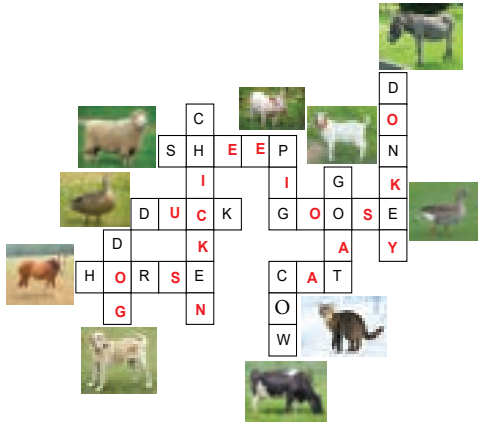 D
C O
S H E E P N
I I G K
D U C K G O O S E
D K A Y
H O R S E C A T
G N O
W